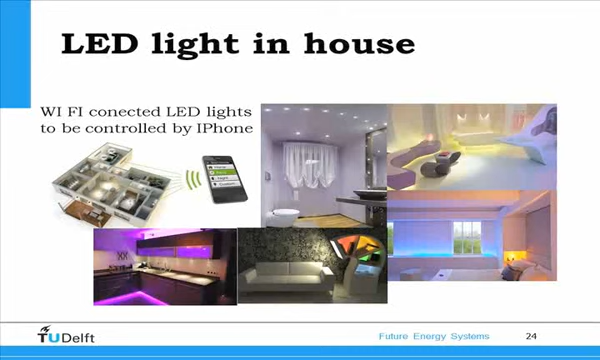 LED light in house
WI FI conected LED lights
to be controlled by IPhone
TUDelft
Future Energy Systems
24